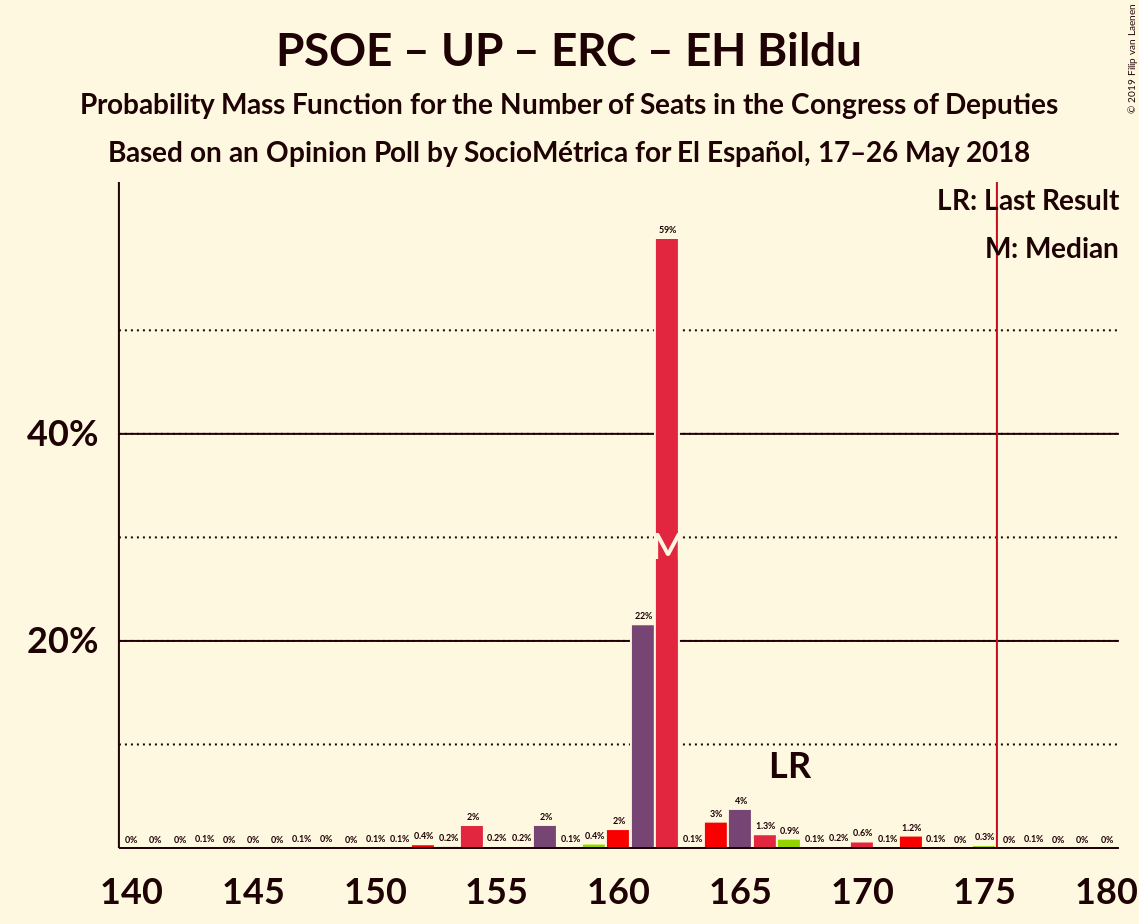 PSOE – UP – ERC – EH Bildu
Probability Mass Function for the Number of Seats in the Congress of Deputies
Based on an Opinion Poll by SocioMétrica for El Español, 17–26 May 2018
© 2019 Filip van Laenen
LR: Last Result
M: Median
59%
40%
M
22%
20%
LR
0% 0% 0% 0.1% 0% 0% 0% 0.1% 0% 0% 0.1% 0.1% 0.4% 0.2% 2% 0.2% 0.2% 2% 0.1% 0.4% 2% 0.1% 3% 4% 1.3% 0.9% 0.1% 0.2% 0.6% 0.1% 1.2% 0.1% 0% 0.3% 0% 0.1% 0% 0% 0%
140 145 150 155 160 165 170 175 180